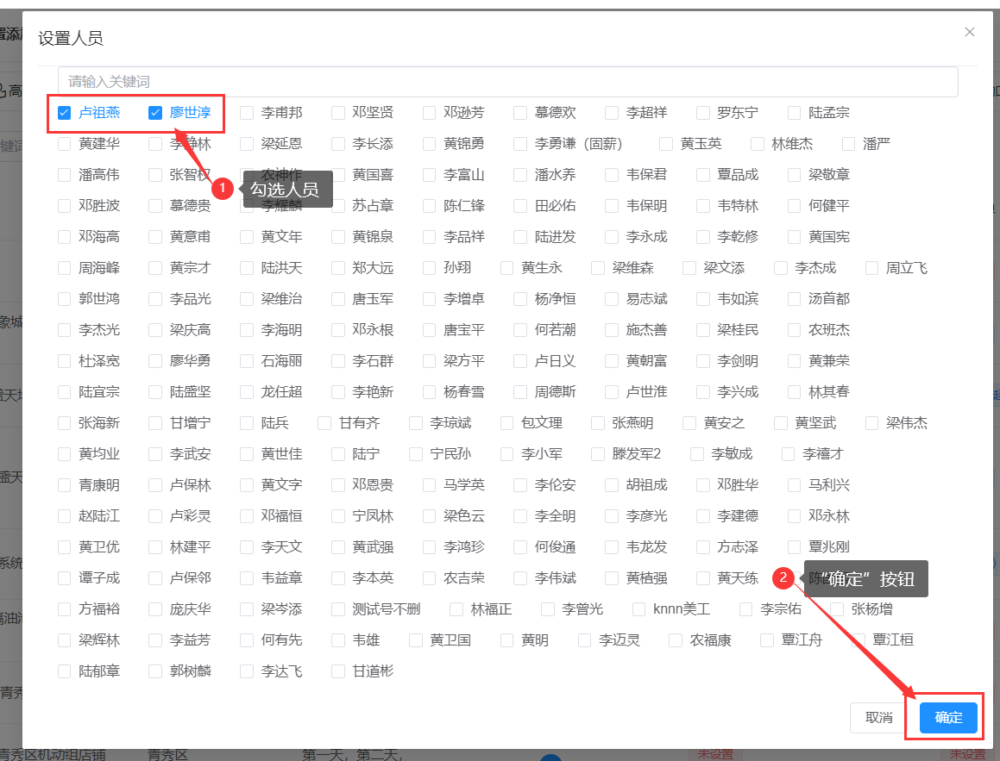 设置人员
请输入关键词
卢祖燕 廖世淳 李甫邦 邓坚贤 邓逊芳 慕德欢 李超祥 罗东宁 陆孟宗
黄建华 李静林 梁延恩 李长添 黄锦勇 李勇谦（固薪） 黄玉英 林维杰 潘严
潘高伟 张智权 农神作 黄国喜 李富山 潘水养 韦保君 覃品成 梁敬章
1 勾选人员
邓胜波 慕德贵 李耀麟 苏占章 陈仁锋 田必佑 韦保明 韦特林 何健平
邓海高 黄意甫 黄文年 黄锦泉 李品祥 陆进发 李永成 李乾修 黄国宪
周海峰 黄宗才 陆洪天 郑大远 孙翔 黄生永 梁维森 梁文添 李杰成 周立飞
郭世鸿 李品光 梁维治 唐玉军 李增卓 杨净恒 易志斌 韦如滨 汤首都
李杰光 梁庆高 李海明 邓永根 唐宝平 何若潮 施杰善 梁桂民 农班杰
杜泽宽 廖华勇 石海丽 李石群 梁方平 卢日义 黄朝富 李剑明 黄兼荣
陆宜宗 陆盛坚 龙任超 李艳新 杨春雪 周德斯 卢世淮 李兴成 林其春
张海新 甘增宁 陆兵 甘有齐 李琼斌 包文理 张燕明 黄安之 黄坚武 梁伟杰
黄均业 李武安 黄世佳 陆宁 宁民孙 李小军 滕发军2 李敏成 李禧才
青康明 卢保林 黄文字 邓恩贵 马学英 李伦安 胡祖成 邓胜华 马利兴
赵陆江 卢彩灵 邓福恒 宁凤林 梁色云 李全明 李彦光 李建德 邓永林
黄卫优 林建平 李天文 黄武强 李鸿珍 何俊通 韦龙发 方志泽 覃兆刚
谭子成 卢保邻 韦益章 李本英 农吉荣 李伟斌 黄植强 黄天练
2 “确定”按钮
方福裕 庞庆华 梁岑添 测试号不删 林福正 李曾光 knnn美工 李宗佑 张杨增
梁辉林 李益芳 何有先 韦雄 黄卫国 黄明 李迈灵 农福康 覃江舟 覃江桓
陆郁章 郭树麟 李达飞 甘道彬
取消 确定
青秀区机动组店铺 青秀区 第一天，第二天， 未设置 未设置